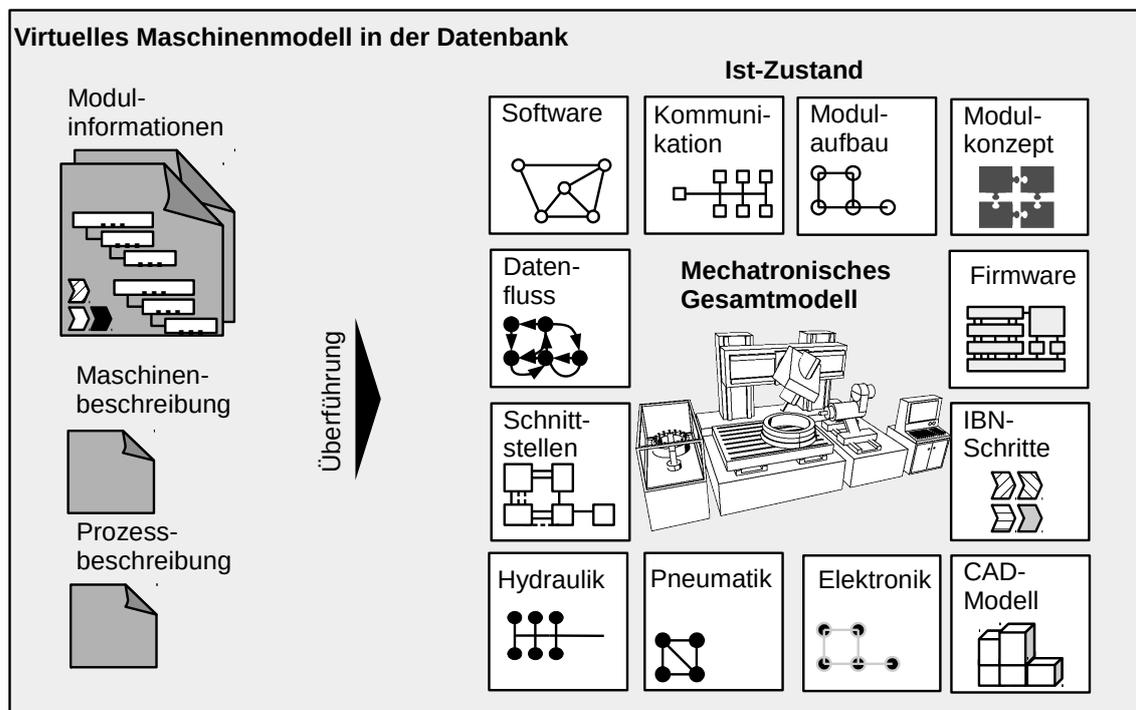 Virtuelles Maschinenmodell in der Datenbank
Modul-
informationen
Maschinen-
beschreibung
Prozess-
beschreibung
Überführung
Ist-Zustand
Software
Kommuni-
kation
Modul-
aufbau
Modul-
konzept
Daten-
fluss
Mechatronisches
Gesamtmodell
Firmware
Schnitt-
stellen
IBN-
Schritte
Hydraulik
Pneumatik
Elektronik
CAD-
Modell